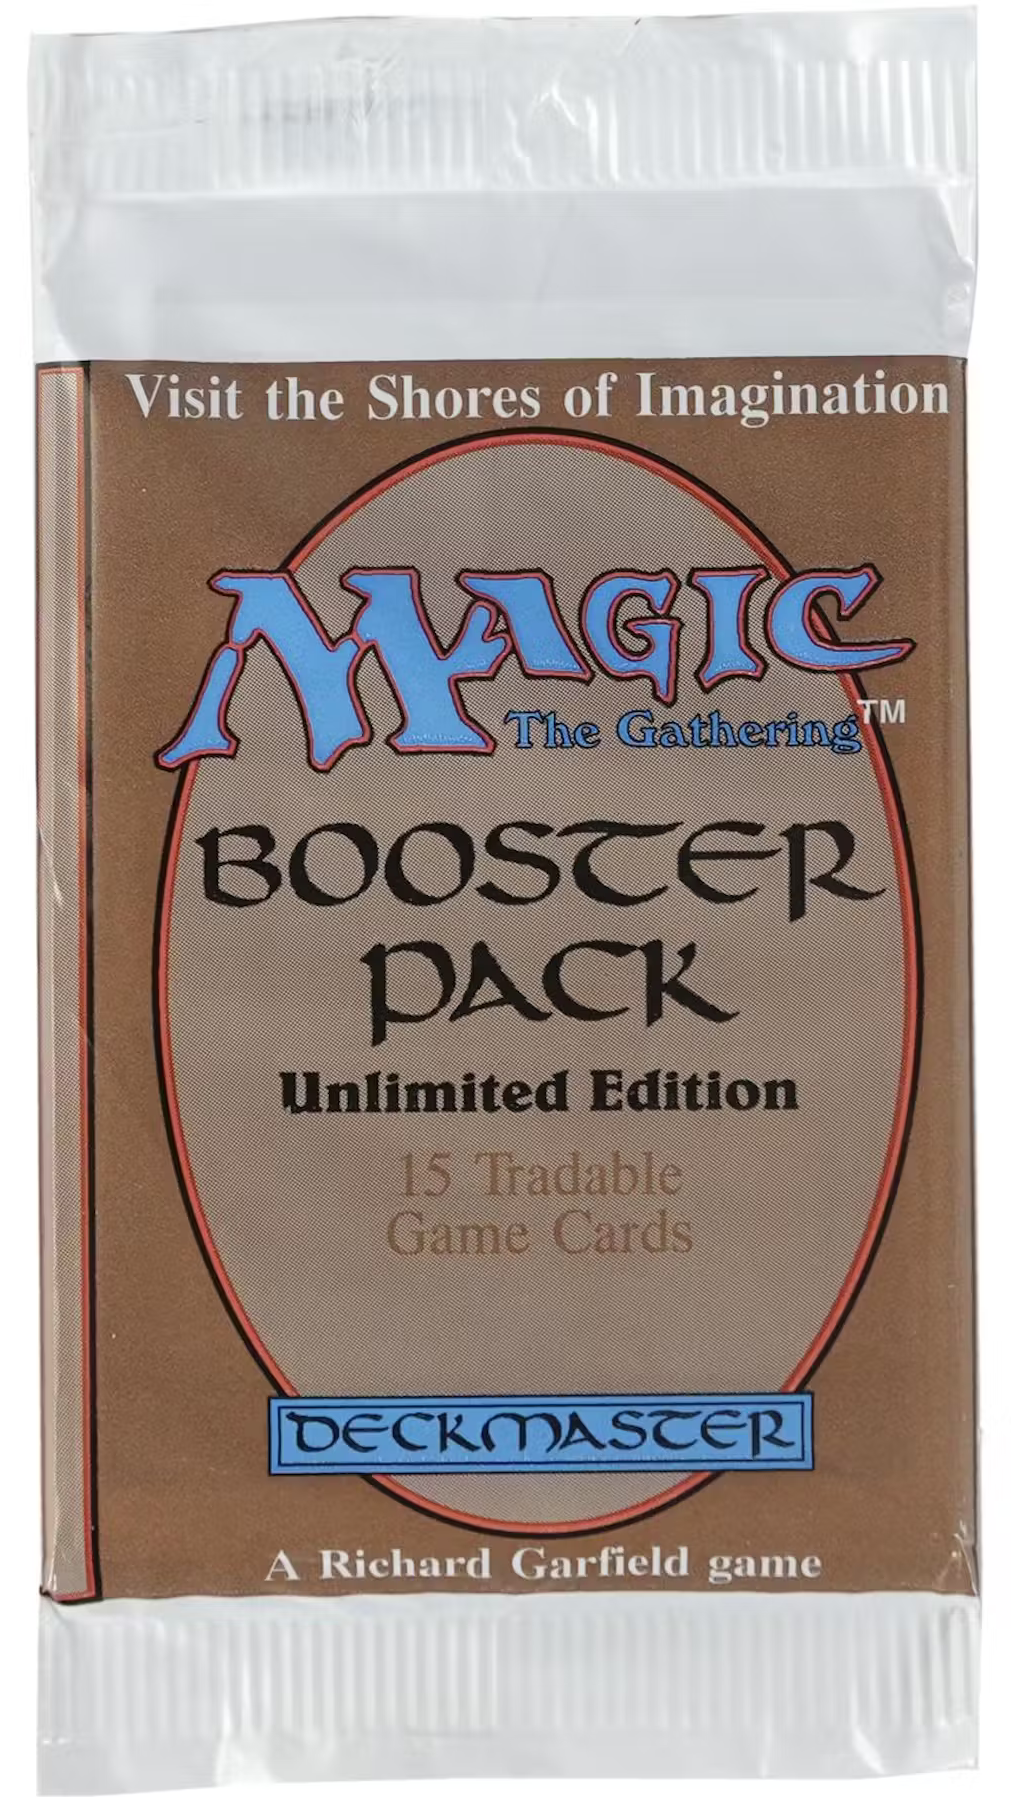 Visit the Shores of Imagination
MAGIC
The Gathering™
BOOSTER
PACK
Unlimited Edition
15 Tradable
Game Cards
DECKMASTER
A Richard Garfield game